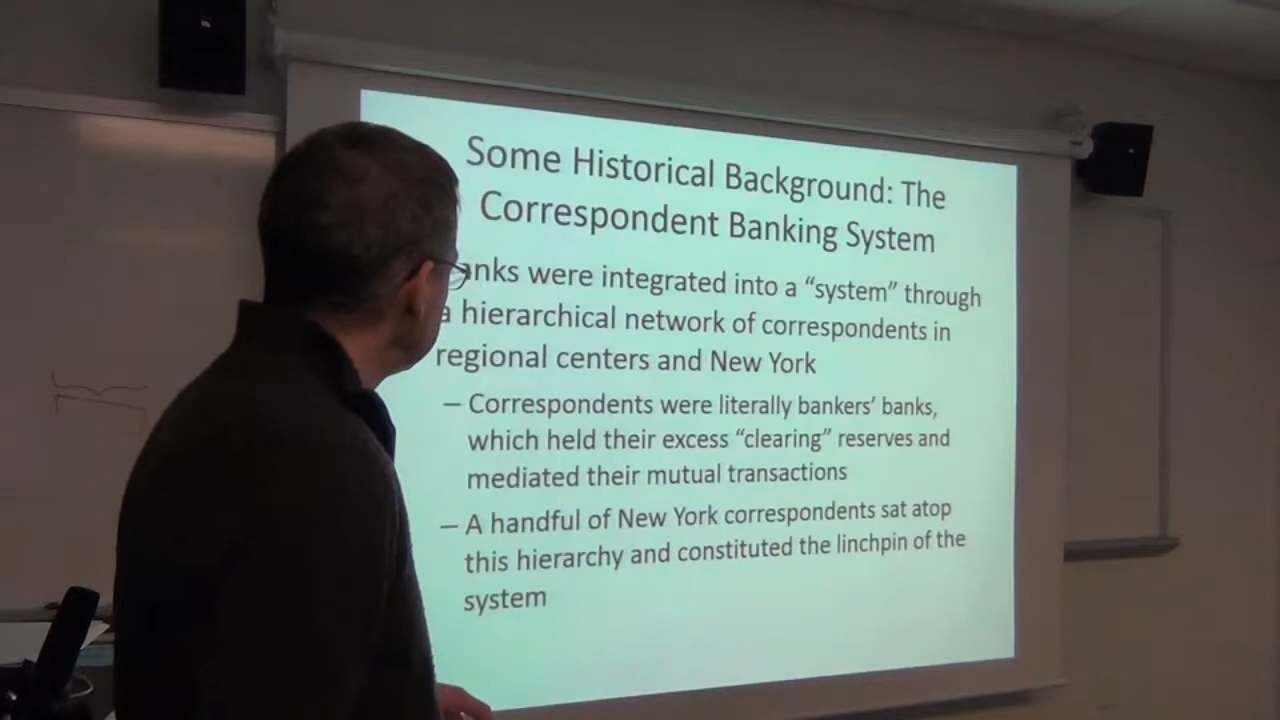 Some Historical Background: The
Correspondent Banking System
anks were integrated into a “system” through
a hierarchical network of correspondents in
regional centers and New York
– Correspondents were literally bankers’ banks,
which held their excess “clearing” reserves and
mediated their mutual transactions
– A handful of New York correspondents sat atop
this hierarchy and constituted the linchpin of the
system